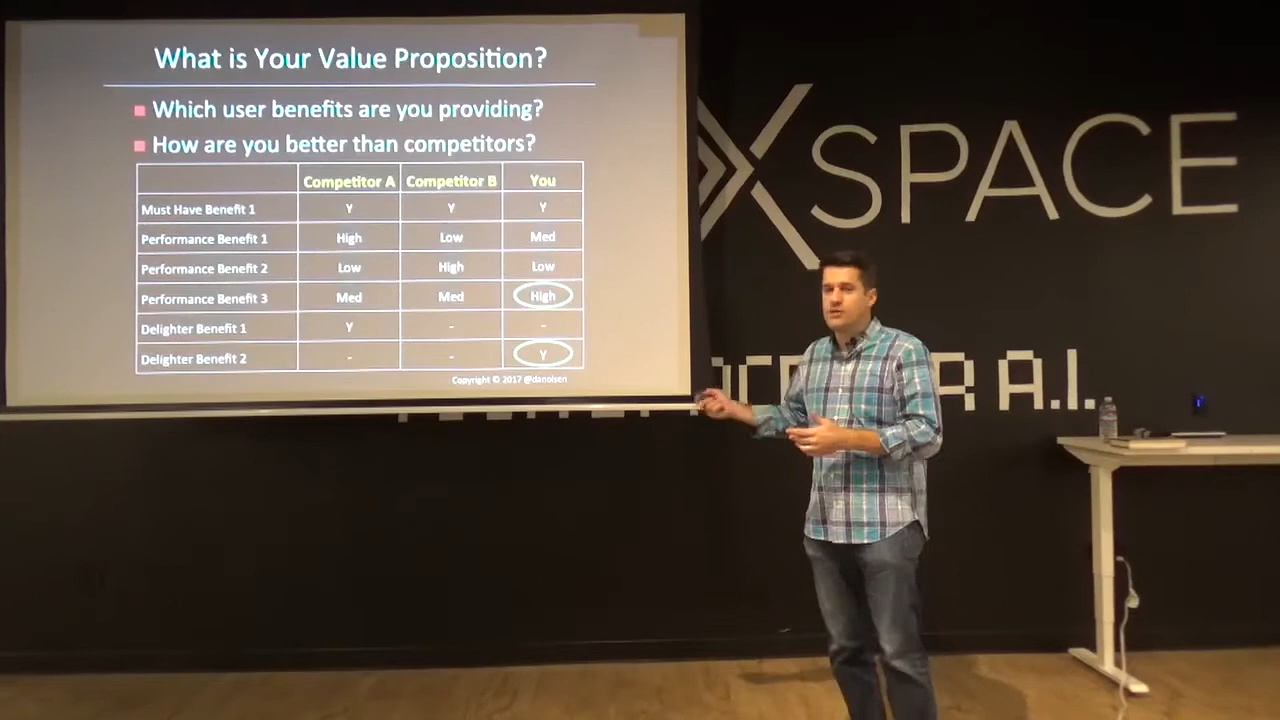 What is Your Value Proposition?
Which user benefits are you providing?
How are you better than competitors?
Competitor A Competitor B You
Must Have Benefit 1 Y Y Y
Performance Benefit 1 High Low Med
Performance Benefit 2 Low High Low
Performance Benefit 3 Med Med High
Delighter Benefit 1 Y - -
Delighter Benefit 2 - - Y
Copyright © 2017 @danolsen
XSPACE
A.I.